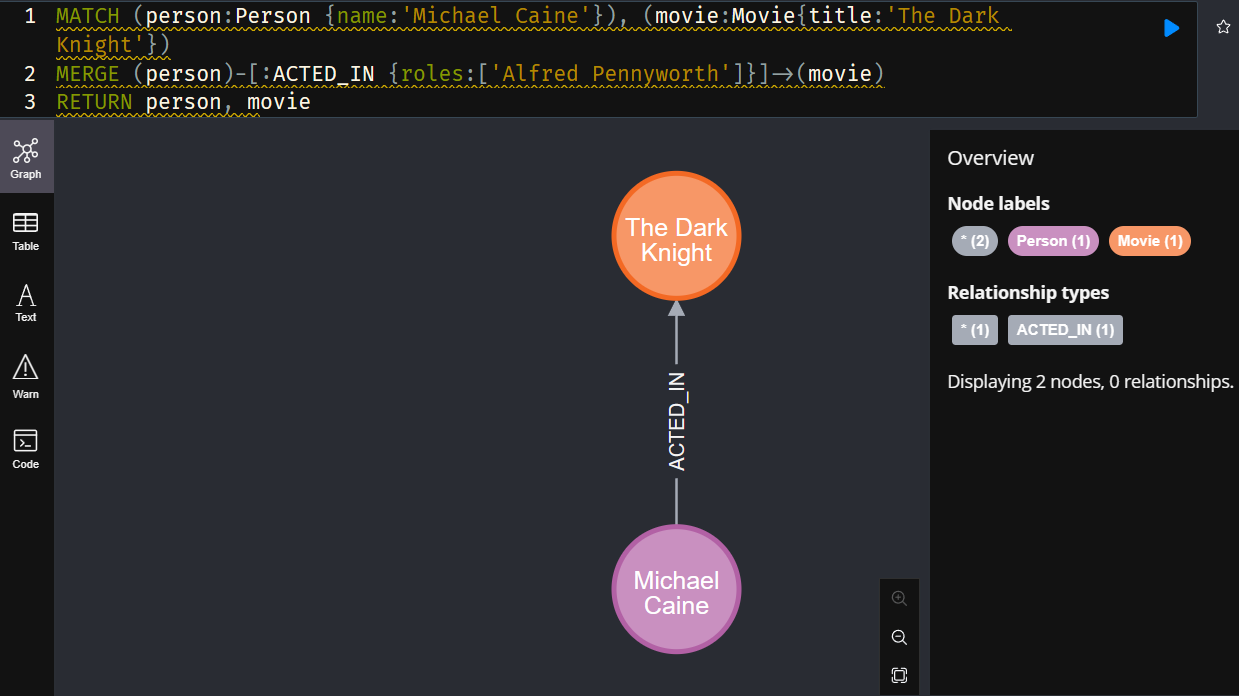 1 MATCH (person:Person {name:'Michael Caine'}), (movie:Movie{title:'The Dark
Knight'})
2 MERGE (person)-[:ACTED_IN {roles:['Alfred Pennyworth']}]->(movie)
3 RETURN person, movie
Graph
Table
Text
Warn
Code
The Dark
Knight
ACTED_IN
Michael
Caine
Overview
Node labels
* (2) Person (1) Movie (1)
Relationship types
* (1) ACTED_IN (1)
Displaying 2 nodes, 0 relationships.